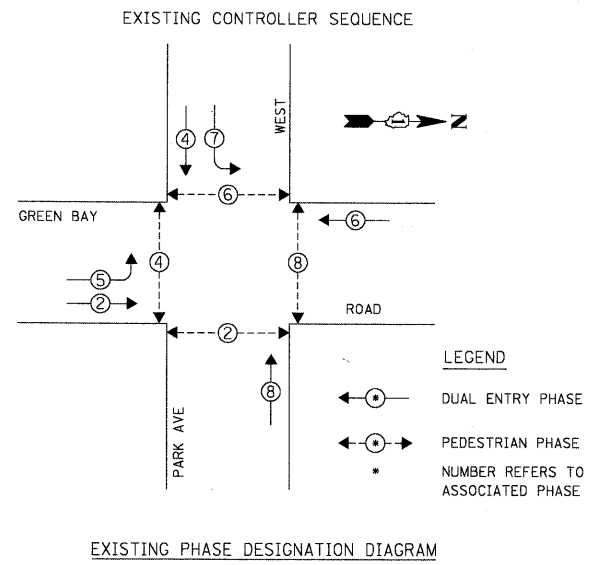 EXISTING CONTROLLER SEQUENCE
WEST
4
7
N
6
GREEN BAY
6
5
4
8
2
ROAD
2
LEGEND
8
* DUAL ENTRY PHASE
PARK AVE
* PEDESTRIAN PHASE
* NUMBER REFERS TO
ASSOCIATED PHASE
EXISTING PHASE DESIGNATION DIAGRAM